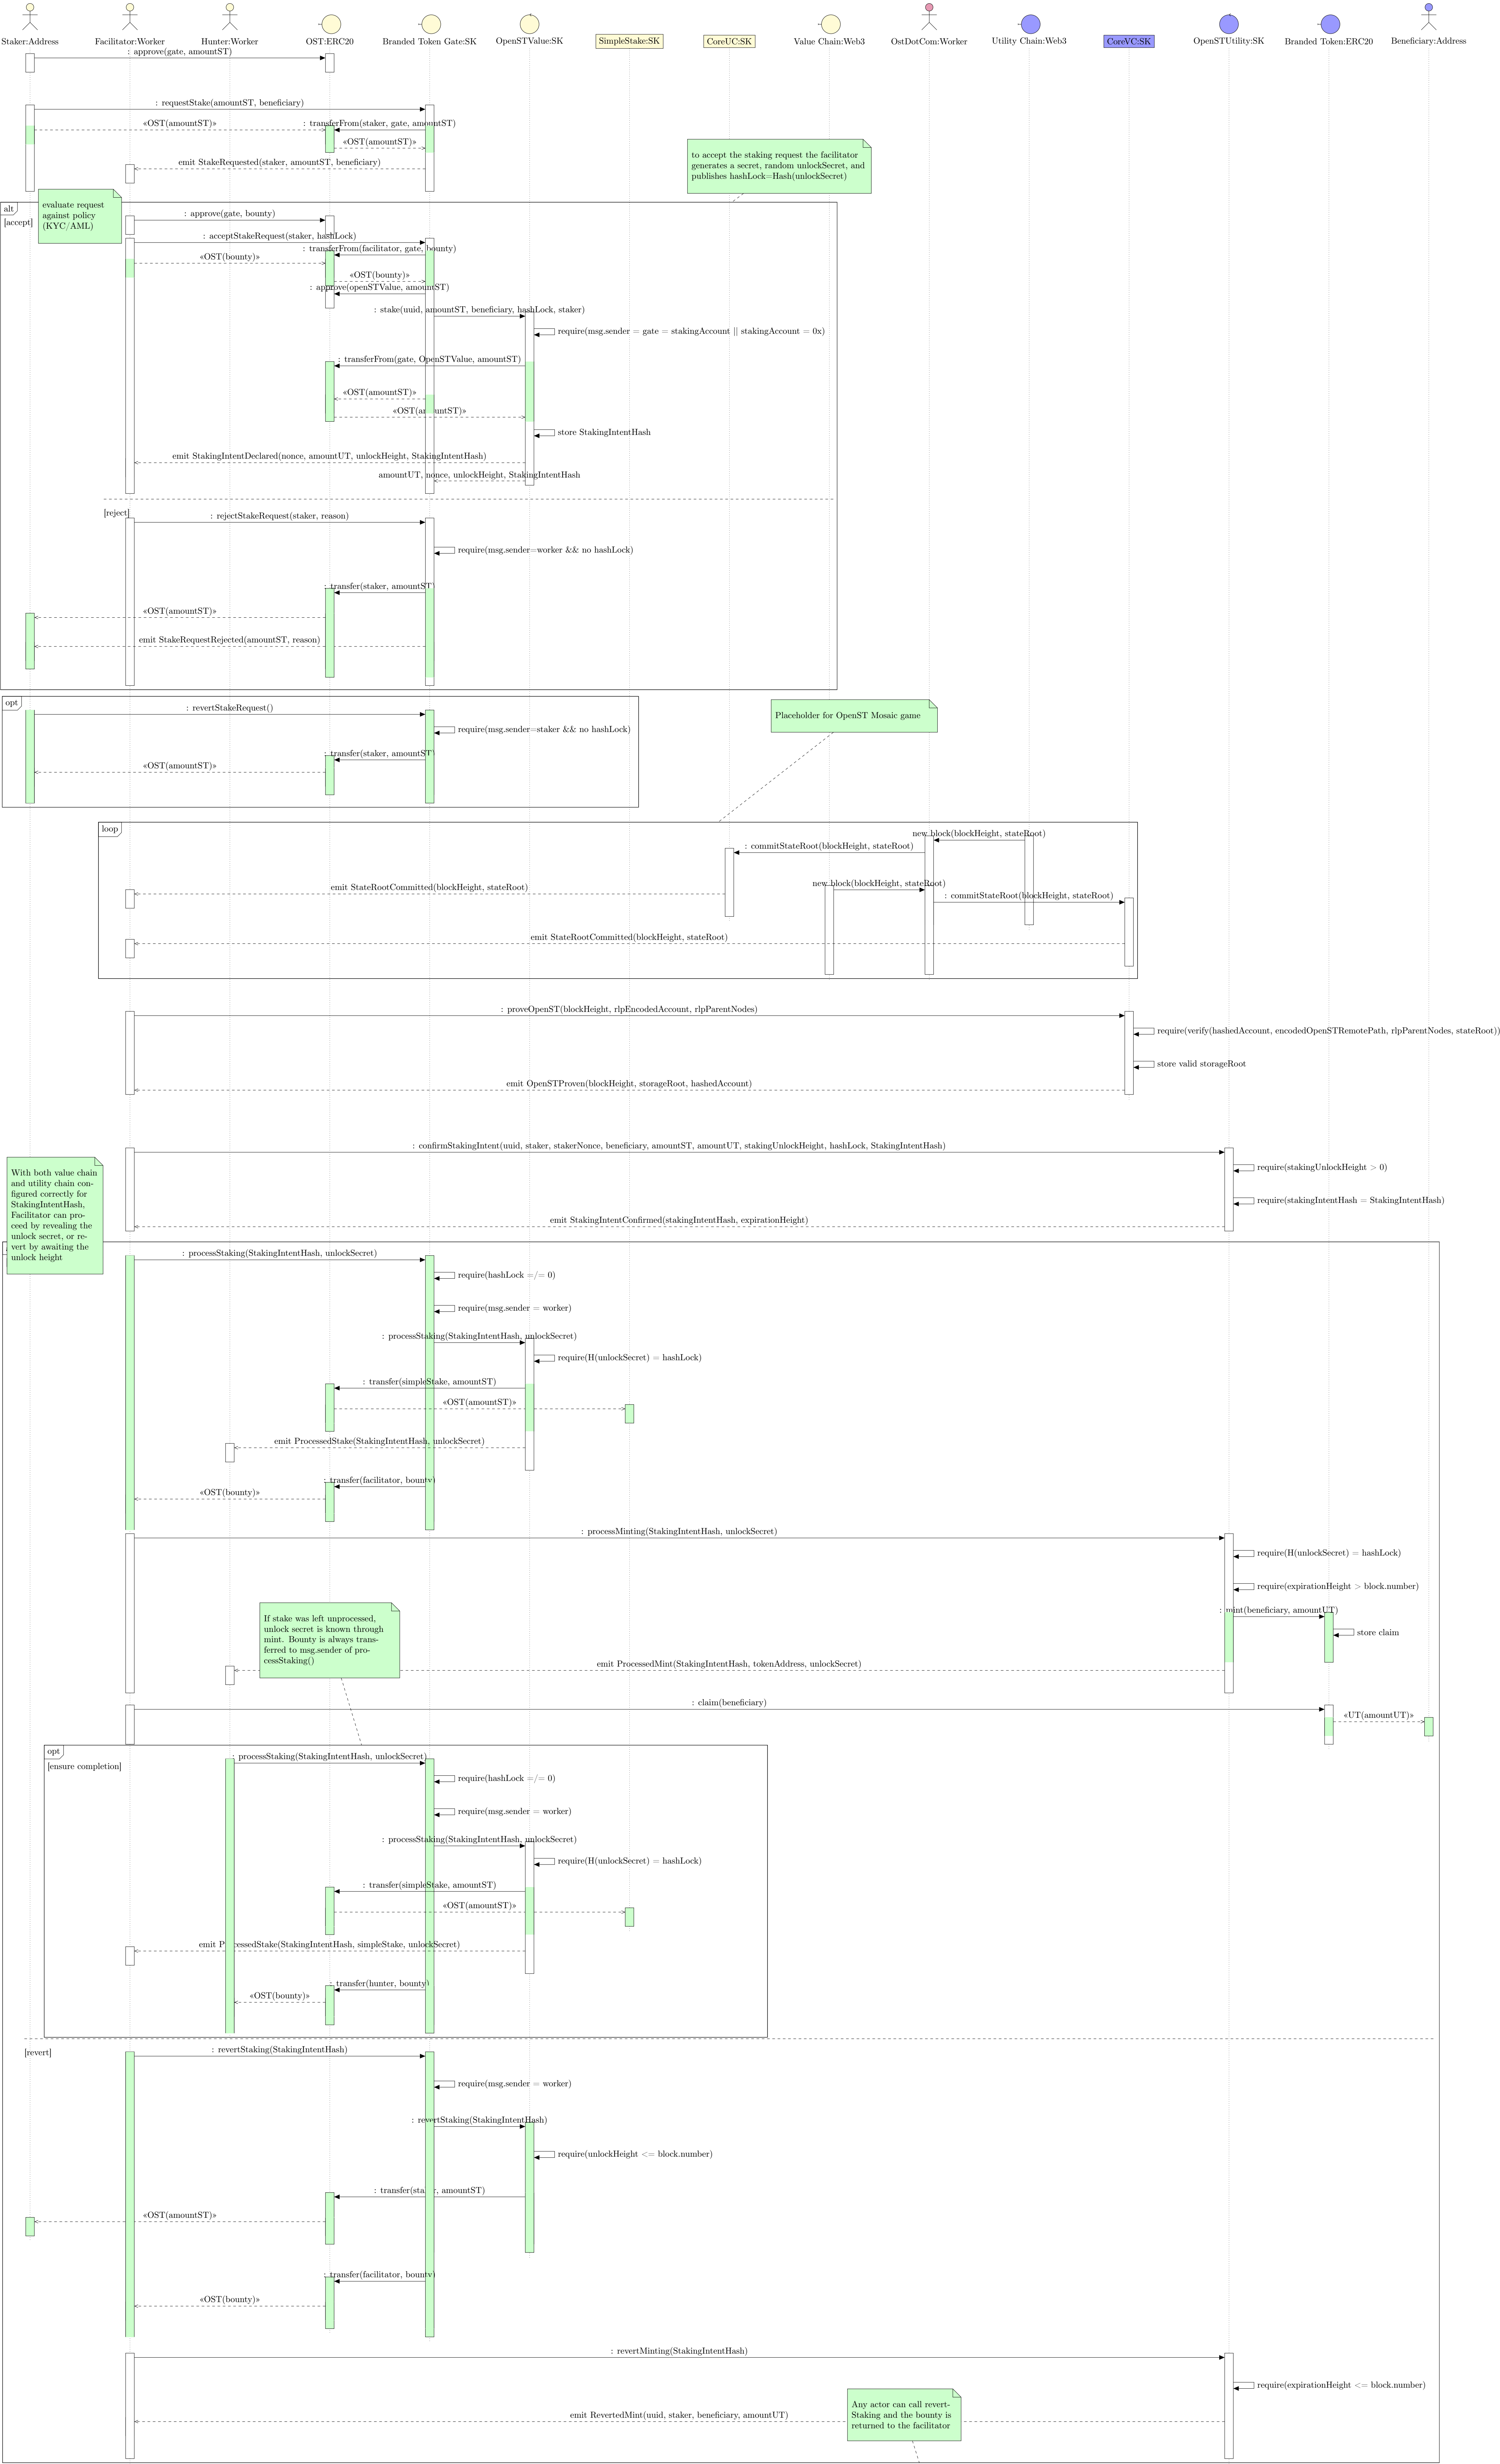 Staker:Address
Facilitator:Worker
Hunter:Worker
OST:ERC20
Branded Token Gate:SK
OpenSTValue:SK
SimpleStake:SK
CoreUC:SK
Value Chain:Web3
OstDotCom:Worker
Utility Chain:Web3
CoreVC:SK
OpenSTUtility:SK
Branded Token:ERC20
Beneficiary:Address
: approve(gate, amountST)
: requestStake(amountST, beneficiary)
«OST(amountST)»
: transferFrom(staker, gate, amountST)
«OST(amountST)»
emit StakeRequested(staker, amountST, beneficiary)
to accept the staking request the facilitator
generates a secret, random unlockSecret, and
publishes hashLock=Hash(unlockSecret)
alt
[accept]
evaluate request
against policy
(KYC/AML)
: approve(gate, bounty)
: acceptStakeRequest(staker, hashLock)
: transferFrom(facilitator, gate, bounty)
«OST(bounty)»
«OST(bounty)»
: approve(openSTValue, amountST)
: stake(uuid, amountST, beneficiary, hashLock, staker)
require(msg.sender = gate = stakingAccount || stakingAccount = 0x)
: transferFrom(gate, OpenSTValue, amountST)
«OST(amountST)»
«OST(amountST)»
store StakingIntentHash
emit StakingIntentDeclared(nonce, amountUT, unlockHeight, StakingIntentHash)
amountUT, nonce, unlockHeight, StakingIntentHash
[reject]
: rejectStakeRequest(staker, reason)
require(msg.sender=worker && no hashLock)
: transfer(staker, amountST)
«OST(amountST)»
emit StakeRequestRejected(amountST, reason)
opt
: revertStakeRequest()
require(msg.sender=staker && no hashLock)
: transfer(staker, amountST)
«OST(amountST)»
Placeholder for OpenST Mosaic game
loop
new block(blockHeight, stateRoot)
: commitStateRoot(blockHeight, stateRoot)
new block(blockHeight, stateRoot)
emit StateRootCommitted(blockHeight, stateRoot)
: commitStateRoot(blockHeight, stateRoot)
emit StateRootCommitted(blockHeight, stateRoot)
: proveOpenST(blockHeight, rlpEncodedAccount, rlpParentNodes)
require(verify(hashedAccount, encodedOpenSTRemotePath, rlpParentNodes, stateRoot))
store valid storageRoot
emit OpenSTProven(blockHeight, storageRoot, hashedAccount)
: confirmStakingIntent(uuid, staker, stakerNonce, beneficiary, amountST, amountUT, stakingUnlockHeight, hashLock, StakingIntentHash)
require(stakingUnlockHeight > 0)
require(stakingIntentHash = StakingIntentHash)
emit StakingIntentConfirmed(stakingIntentHash, expirationHeight)
With both value chain
and utility chain con-
figured correctly for
StakingIntentHash,
Facilitator can pro-
ceed by revealing the
unlock secret, or re-
vert by awaiting the
unlock height
: processStaking(StakingIntentHash, unlockSecret)
require(hashLock =/= 0)
require(msg.sender = worker)
: processStaking(StakingIntentHash, unlockSecret)
require(H(unlockSecret) = hashLock)
: transfer(simpleStake, amountST)
«OST(amountST)»
emit ProcessedStake(StakingIntentHash, unlockSecret)
: transfer(facilitator, bounty)
«OST(bounty)»
: processMinting(StakingIntentHash, unlockSecret)
require(H(unlockSecret) = hashLock)
require(expirationHeight > block.number)
: mint(beneficiary, amountUT)
store claim
If stake was left unprocessed,
unlock secret is known through
mint. Bounty is always trans-
ferred to msg.sender of pro-
cessStaking()
emit ProcessedMint(StakingIntentHash, tokenAddress, unlockSecret)
: claim(beneficiary)
«UT(amountUT)»
opt
[ensure completion]
: processStaking(StakingIntentHash, unlockSecret)
require(hashLock =/= 0)
require(msg.sender = worker)
: processStaking(StakingIntentHash, unlockSecret)
require(H(unlockSecret) = hashLock)
: transfer(simpleStake, amountST)
«OST(amountST)»
emit ProcessedStake(StakingIntentHash, simpleStake, unlockSecret)
: transfer(hunter, bounty)
«OST(bounty)»
[revert]
: revertStaking(StakingIntentHash)
require(msg.sender = worker)
: revertStaking(StakingIntentHash)
require(unlockHeight <= block.number)
: transfer(staker, amountST)
«OST(amountST)»
: transfer(facilitator, bounty)
«OST(bounty)»
: revertMinting(StakingIntentHash)
require(expirationHeight <= block.number)
Any actor can call revert-
Staking and the bounty is
returned to the facilitator
emit RevertedMint(uuid, staker, beneficiary, amountUT)